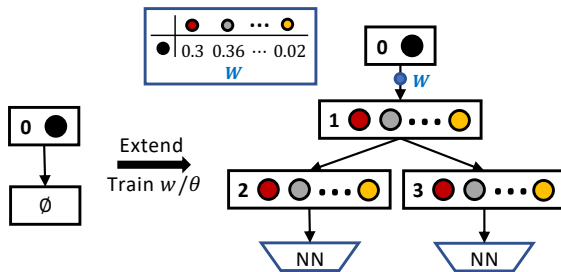 0.3 0.36 ··· 0.02
W
0
W
1 ...
0
Ø
Extend
Train w/θ
2 ...
3 ...
NN
NN